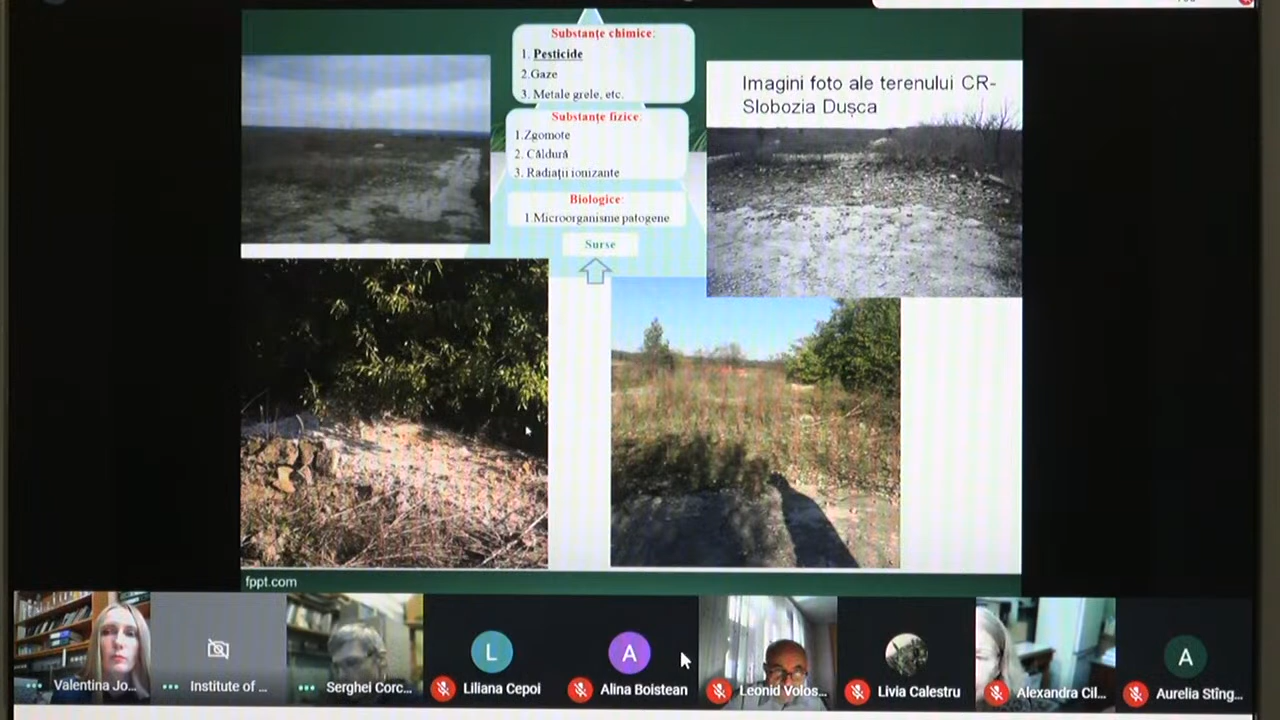 Substanțe chimice:
1. Pesticide
2.Gaze
3. Metale grele, etc.
Substanțe fizice:
1.Zgomote
2. Căldură
3. Radiații ionizante
Biologice:
1.Microorganisme patogene
Surse
Imagini foto ale terenului CR-
Slobozia Dușca
fppt.com
Valentina Jo...
Institute of ...
Serghei Corc...
L
Liliana Cepoi
A
Alina Boistean
Leonid Volos...
Livia Calestru
Alexandra Cil...
A
Aurelia Stîng...